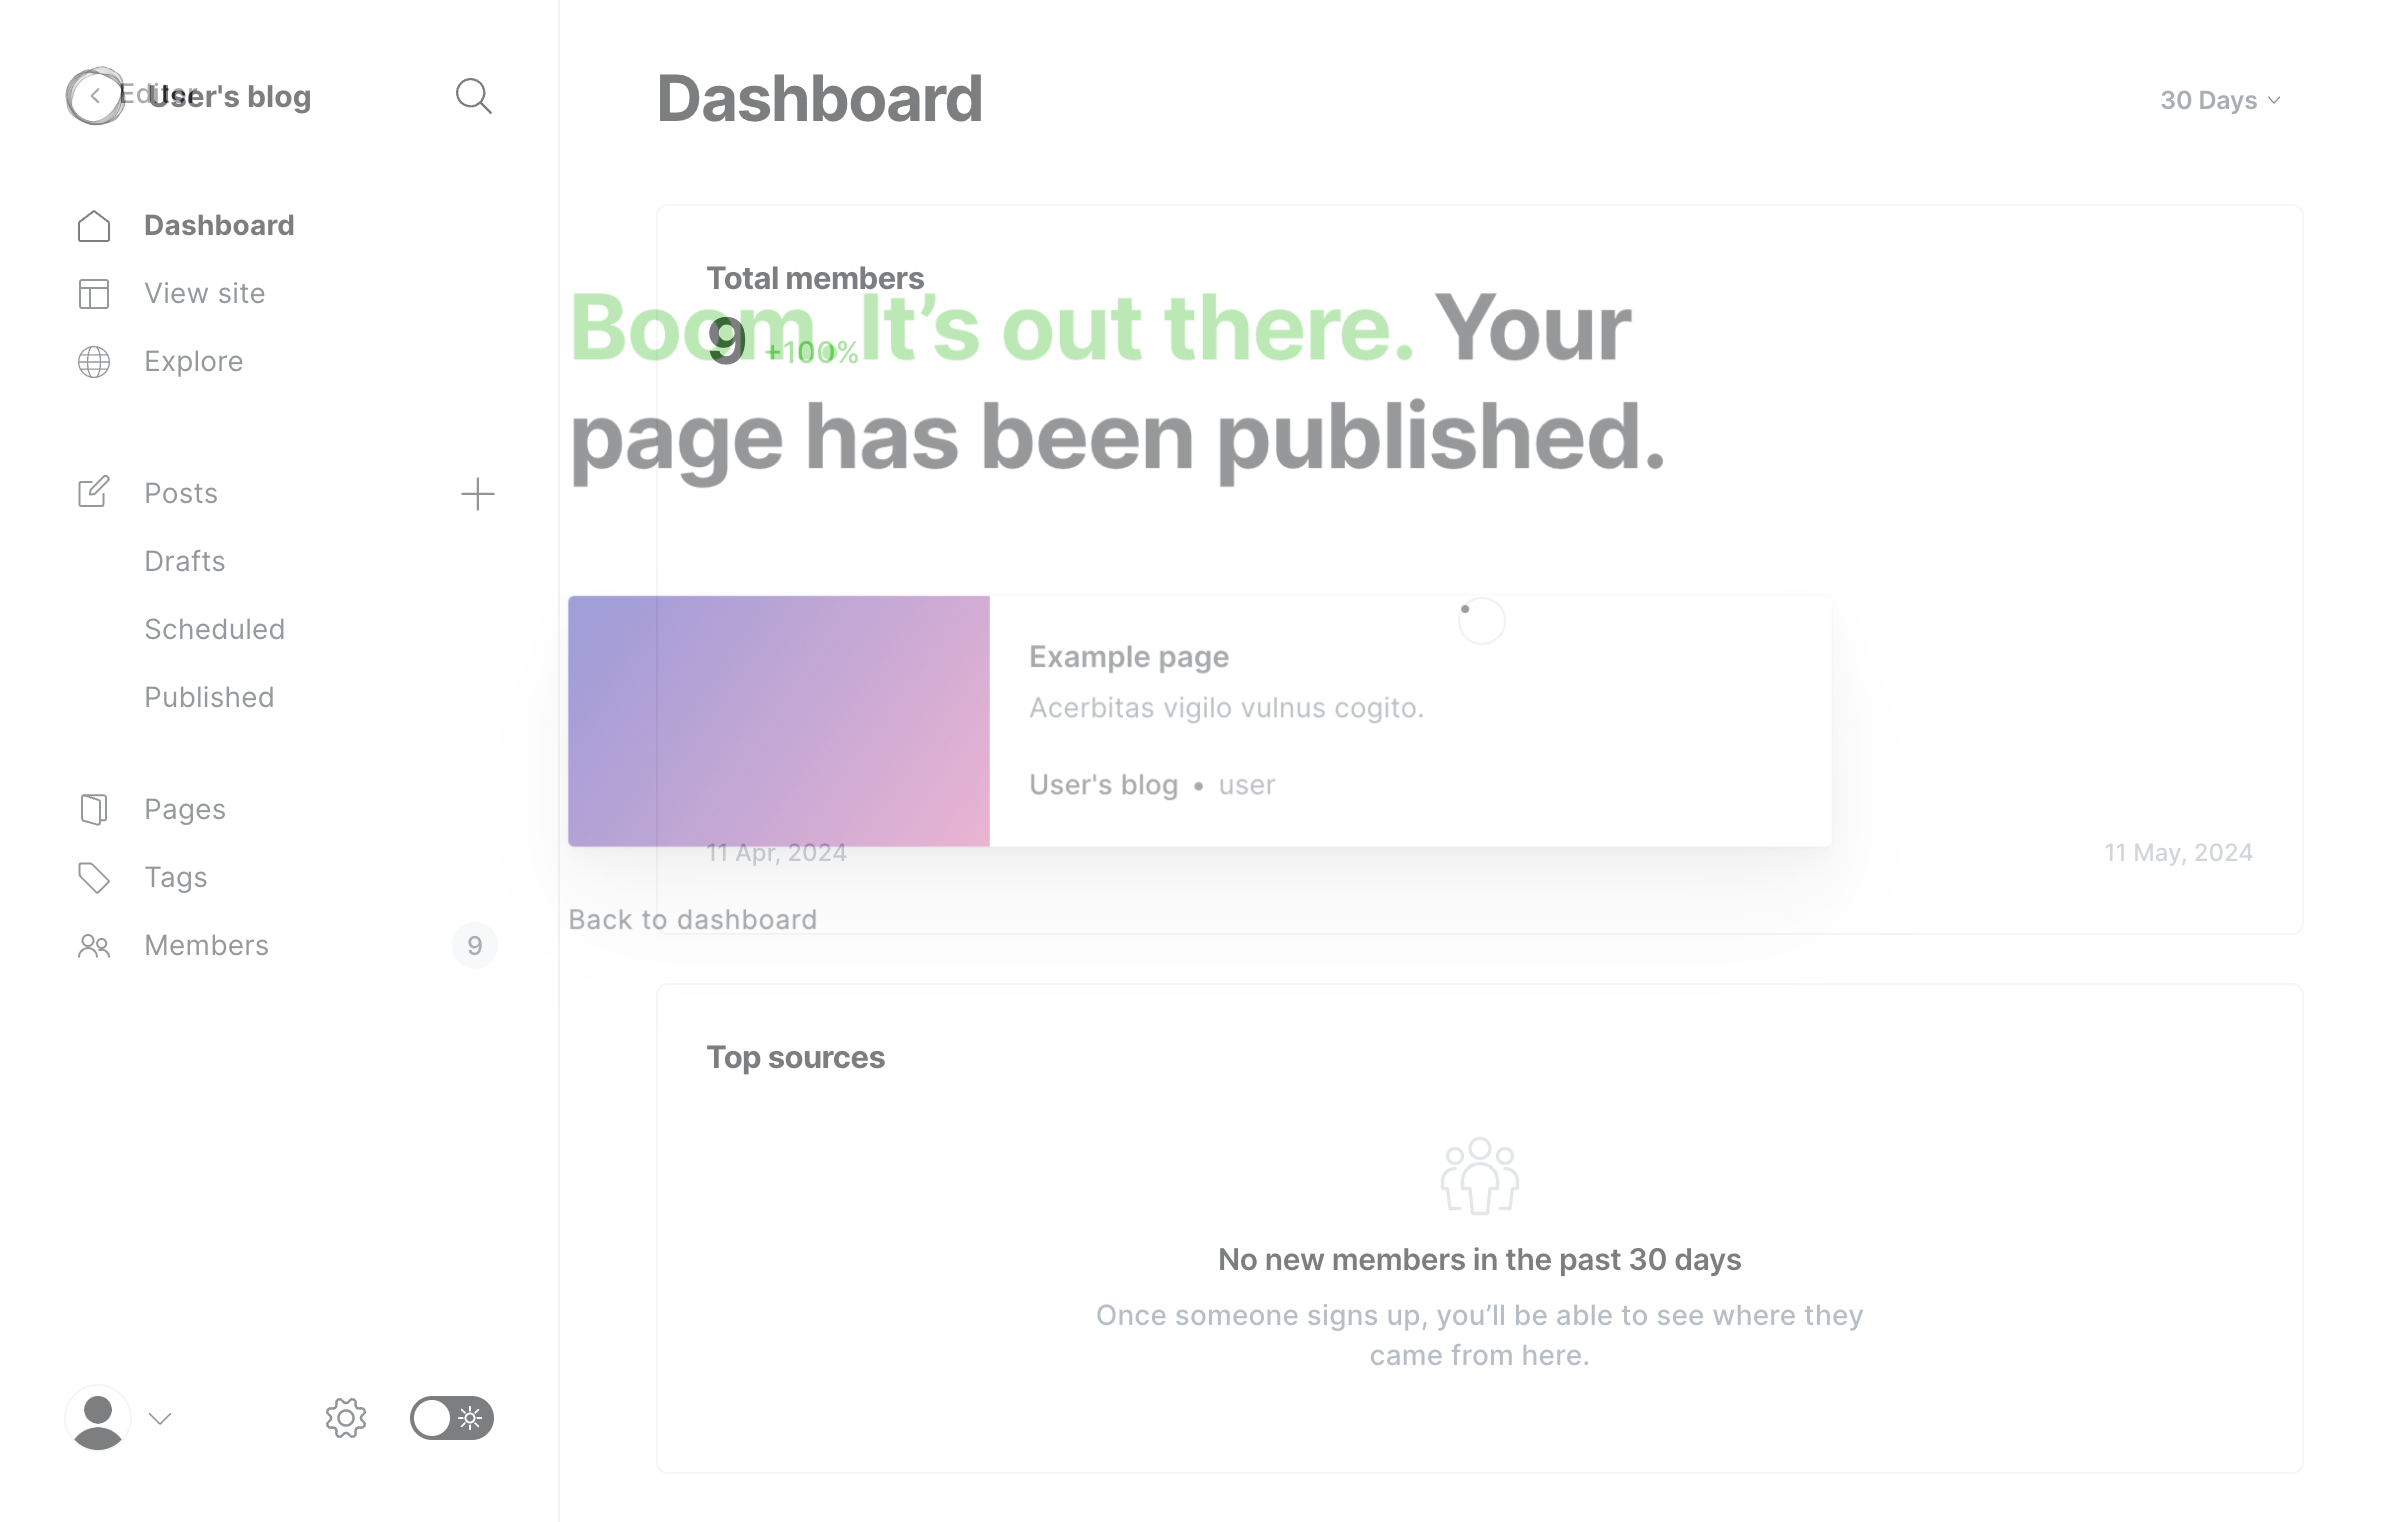 Editor
User's blog
Dashboard
View site
Explore
Posts
Drafts
Scheduled
Published
Pages
Tags
Members
9
Dashboard
30 Days
Total members
9 +100%
Boom. It’s out there. Your
page has been published.
Example page
Acerbitas vigilo vulnus cogito.
User's blog • user
11 Apr, 2024
11 May, 2024
Back to dashboard
Top sources
No new members in the past 30 days
Once someone signs up, you’ll be able to see where they
came from here.